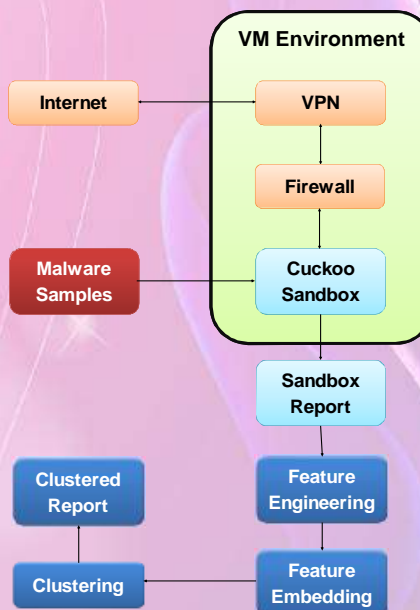 VM Environment
Internet
VPN
Firewall
Malware
Samples
Cuckoo
Sandbox
Sandbox
Report
Clustered
Report
Feature
Engineering
Clustering
Feature
Embedding